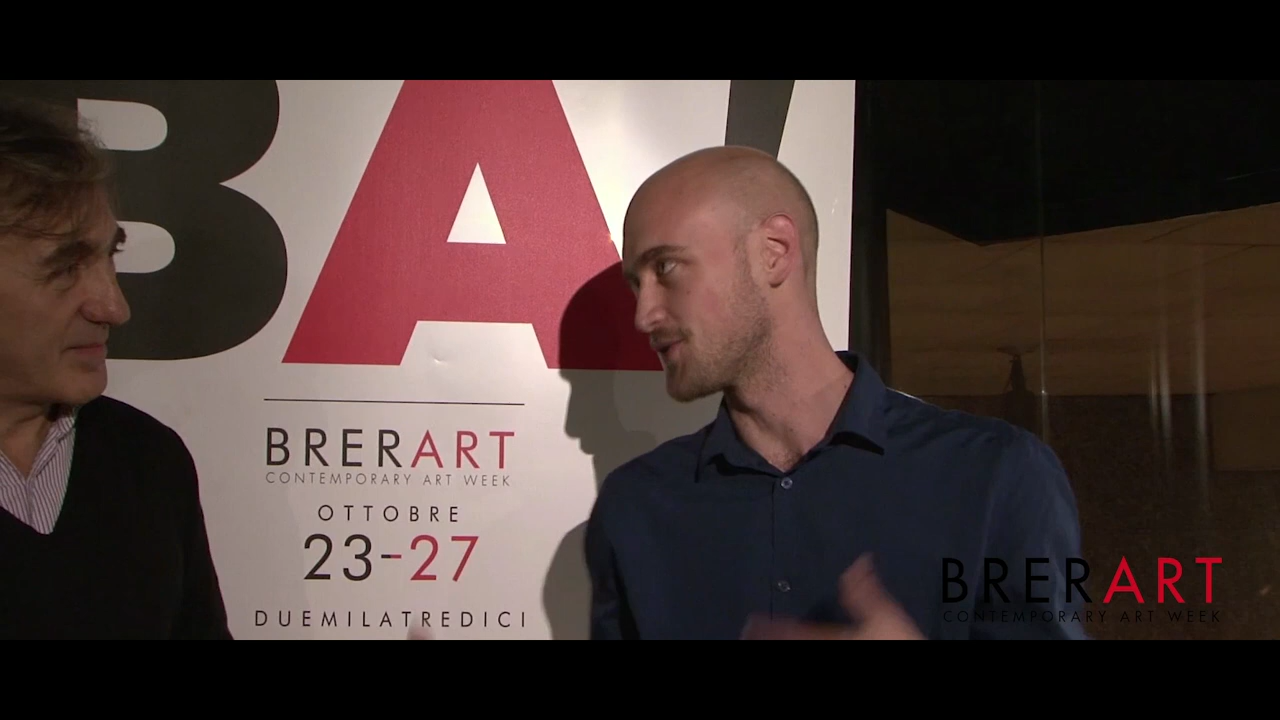 BA/
BRERART
CONTEMPORARY ART WEEK
OTTOBRE
23-27
DUEMILATREDICI
BRERART
CONTEMPORARY ART WEEK